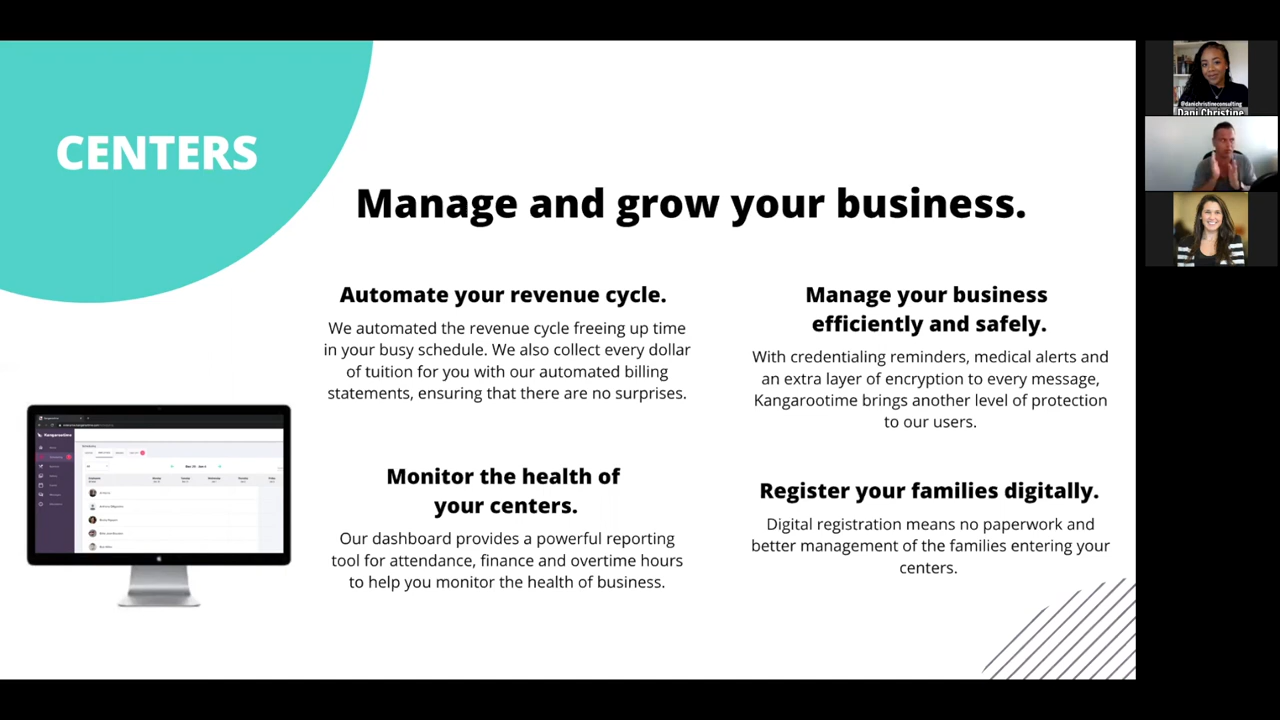 CENTERS
Manage and grow your business.
Automate your revenue cycle.
We automated the revenue cycle freeing up time
in your busy schedule. We also collect every dollar
of tuition for you with our automated billing
statements, ensuring that there are no surprises.
Manage your business
efficiently and safely.
With credentialing reminders, medical alerts and
an extra layer of encryption to every message,
Kangarootime brings another level of protection
to our users.
Monitor the health of
your centers.
Our dashboard provides a powerful reporting
tool for attendance, finance and overtime hours
to help you monitor the health of business.
Register your families digitally.
Digital registration means no paperwork and
better management of the families entering your
centers.
Kangarootime
@danichristineconsulting
Dani Christine